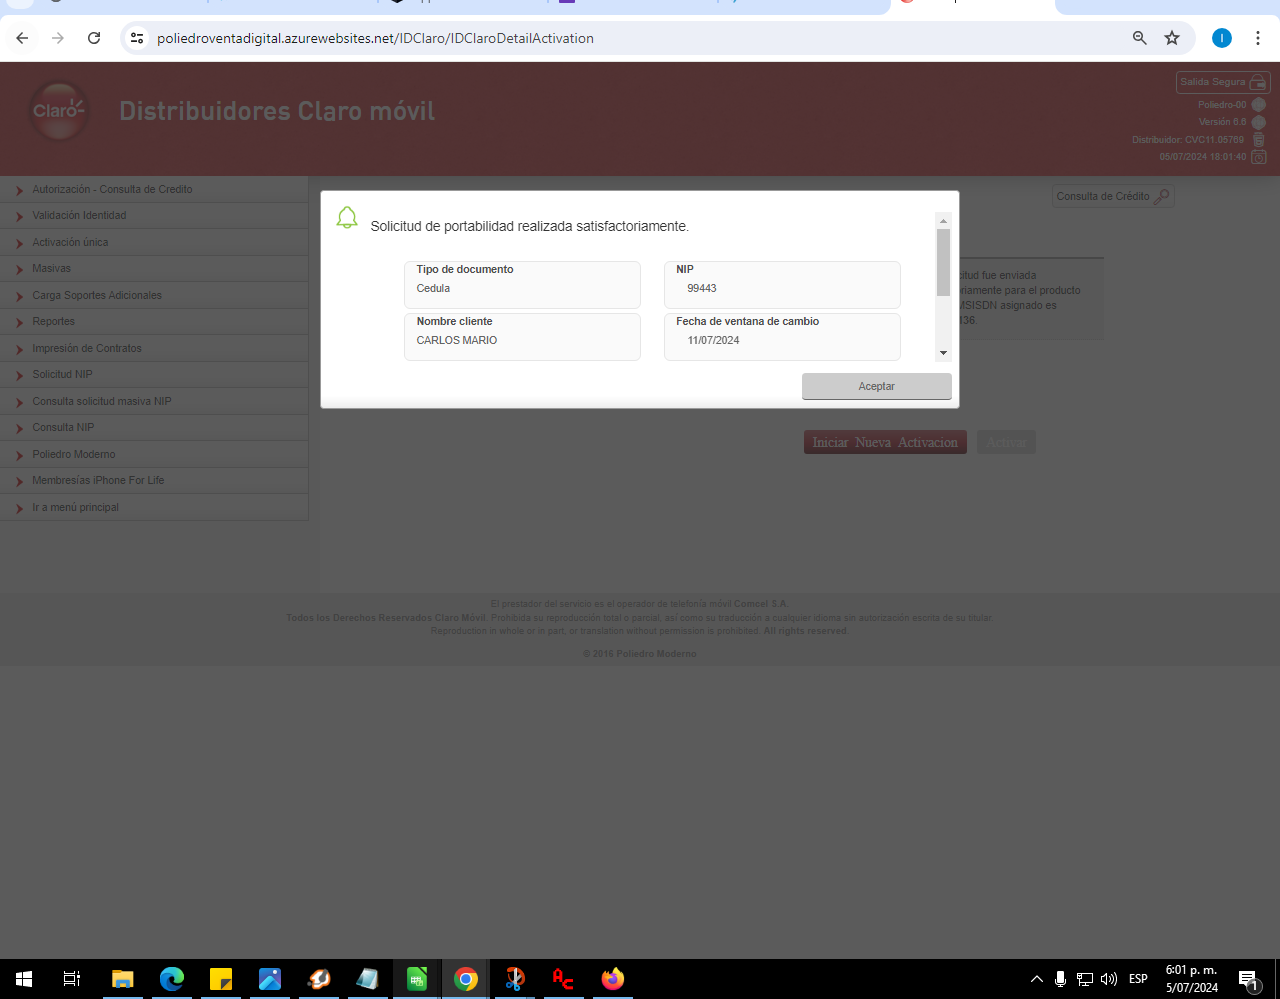 poliedroventadigital.azurewebsites.net/IDClaro/IDClaroDetailActivation
Claro
Distribuidores Claro móvil
Salida Segura
Poliedro-00
Versión 6.6
Distribuidor: CVC11.05789
05/07/2024 18:01:40
Autorización - Consulta de Credito
Validación Identidad
Activación única
Masivas
Carga Soportes Adicionales
Reportes
Impresión de Contratos
Solicitud NIP
Consulta solicitud masiva NIP
Consulta NIP
Poliedro Moderno
Membresías iPhone For Life
Ir a menú principal
Consulta de Crédito
Solicitud de portabilidad realizada satisfactoriamente.
Tipo de documento
Cedula
NIP
99443
Nombre cliente
CARLOS MARIO
Fecha de ventana de cambio
11/07/2024
Aceptar
citud fue enviada
riamente para el producto
MSISDN asignado es
136.
Iniciar Nueva Activacion
Activar
El prestador del servicio es el operador de telefonía móvil Comcel S.A.
Todos los Derechos Reservados Claro Móvil. Prohibida su reproducción total o parcial, así como su traducción a cualquier idioma sin autorización escrita de su titular
Reproduction in whole or in part, or translation without permission is prohibited. All rights reserved
© 2016 Poliedro Moderno
ESP
6:01 p. m.
5/07/2024
1